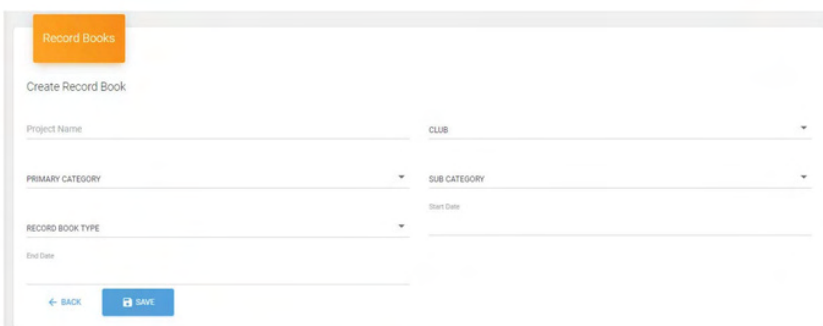 Record Books
Create Record Book
Project Name
CLUB
PRIMARY CATEGORY
SUB CATEGORY
Start Date
RECORD BOOK TYPE
End Date
← BACK
SAVE